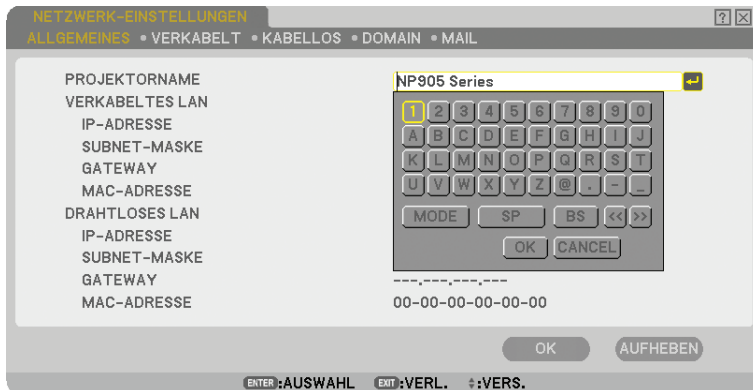 NETZWERK-EINSTELLUNGEN
ALLGEMEINES • VERKABELT • KABELLOS • DOMAIN • MAIL
PROJEKTORNAME NP905 Series
VERKABELTES LAN
IP-ADRESSE
SUBNET-MASKE
GATEWAY
MAC-ADRESSE
DRAHTLOSES LAN
IP-ADRESSE
SUBNET-MASKE
GATEWAY ---.---.---.---
MAC-ADRESSE 00-00-00-00-00-00
1 2 3 4 5 6 7 8 9 0
A B C D E F G H I J
K L M N O P Q R S T
U V W X Y Z @ . - _
MODE SP BS << >>
OK CANCEL
OK AUFHEBEN
ENTER :AUSWAHL EXIT :VERL. :VERS.